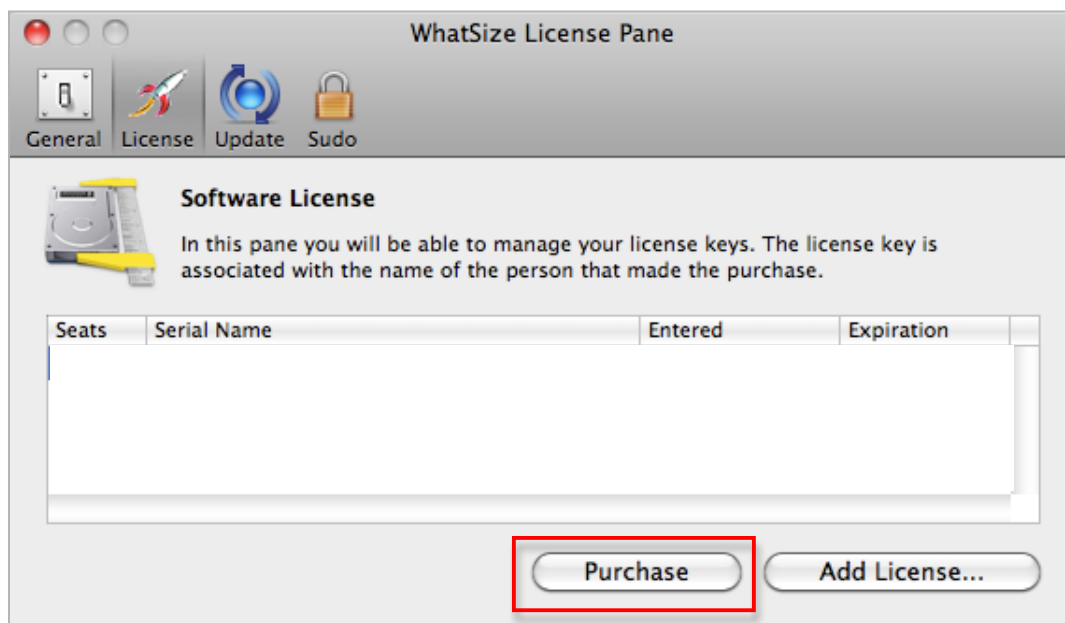 WhatSize License Pane
General License Update Sudo
Software License
In this pane you will be able to manage your license keys. The license key is
associated with the name of the person that made the purchase.
Seats Serial Name Entered Expiration
Purchase Add License...